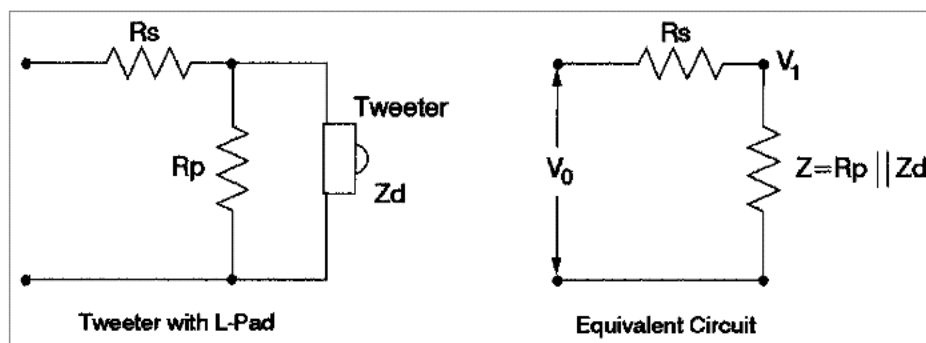 Rs
Tweeter
Rp
Zd
Tweeter with L-Pad
Rs
V1
V0
Z=Rp || Zd
Equivalent Circuit